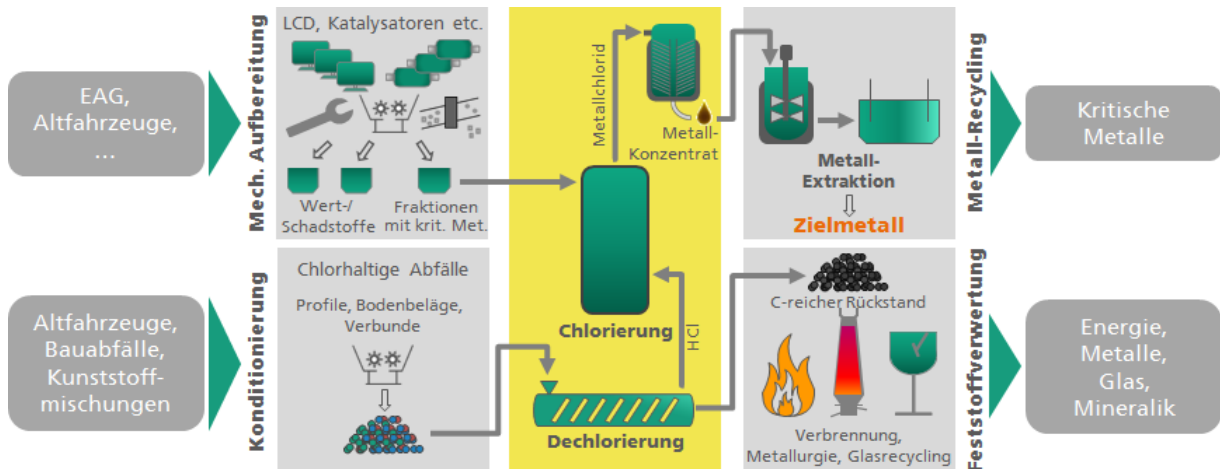 EAG,
Altfahrzeuge,
...
Mech. Aufbereitung
LCD, Katalysatoren etc.
Wert-/
Schadstoffe
Fraktionen
mit krit. Met.
Metallchlorid
Metall-
Konzentrat
Metall-
Extraktion
Zielmetall
Metall-Recycling
Kritische
Metalle
Altfahrzeuge,
Bauabfälle,
Kunststoff-
mischungen
Konditionierung
Chlorhaltige Abfälle
Profile, Bodenbeläge,
Verbunde
Chlorierung
HCl
Dechlorierung
C-reicher Rückstand
Verbrennung,
Metallurgie, Glasrecycling
Feststoffverwertung
Energie,
Metalle,
Glas,
Mineralik